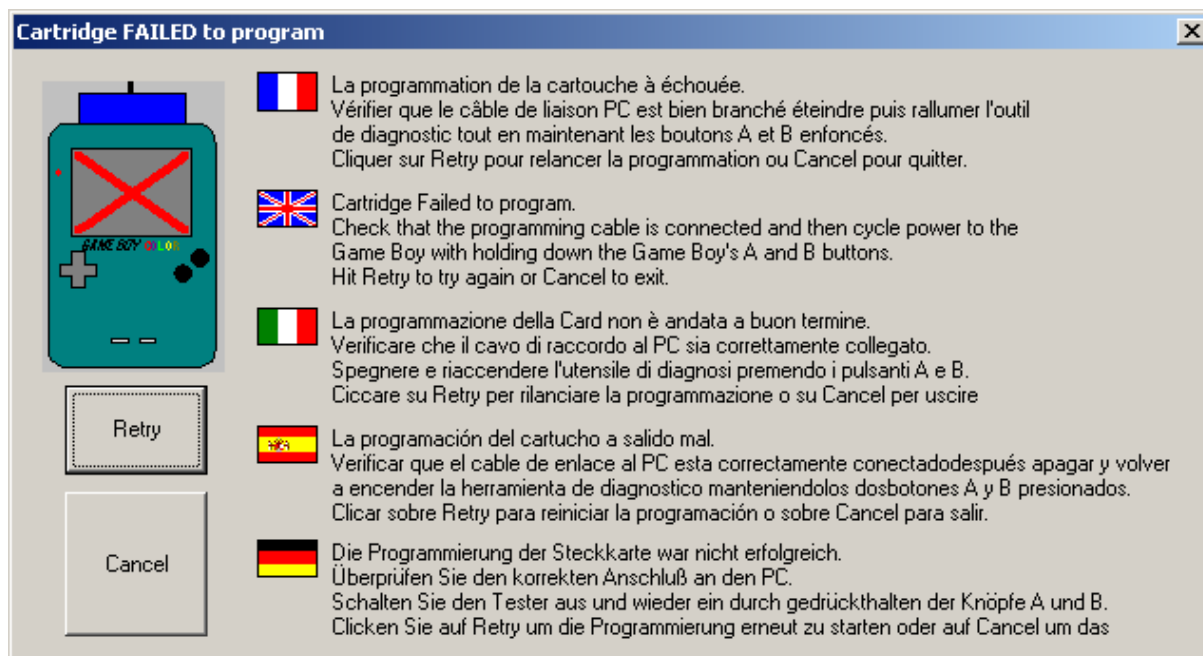 Cartridge FAILED to program
GAME BOY COLOR
Retry
Cancel
La programmation de la cartouche à échouée.
Vérifier que le câble de liaison PC est bien branché éteindre puis rallumer l'outil
de diagnostic tout en maintenant les boutons A et B enfoncés.
Cliquer sur Retry pour relancer la programmation ou Cancel pour quitter.
Cartridge Failed to program.
Check that the programming cable is connected and then cycle power to the
Game Boy with holding down the Game Boy's A and B buttons.
Hit Retry to try again or Cancel to exit.
La programmazione della Card non è andata a buon termine.
Verificare che il cavo di raccordo al PC sia correttamente collegato.
Spegnere e riaccendere l'utensile di diagnosi premendo i pulsanti A e B.
Ciccare su Retry per rilanciare la programmazione o su Cancel per uscire
La programación del cartucho a salido mal.
Verificar que el cable de enlace al PC esta correctamente conectadodespués apagar y volver
a encender la herramienta de diagnostico manteniendolos dosbotones A y B presionados.
Clicar sobre Retry para reiniciar la programación o sobre Cancel para salir.
Die Programmierung der Steckkarte war nicht erfolgreich.
Überprüfen Sie den korrekten Anschluß an den PC.
Schalten Sie den Tester aus und wieder ein durch gedrückthalten der Knöpfe A und B.
Clicken Sie auf Retry um die Programmierung erneut zu starten oder auf Cancel um das